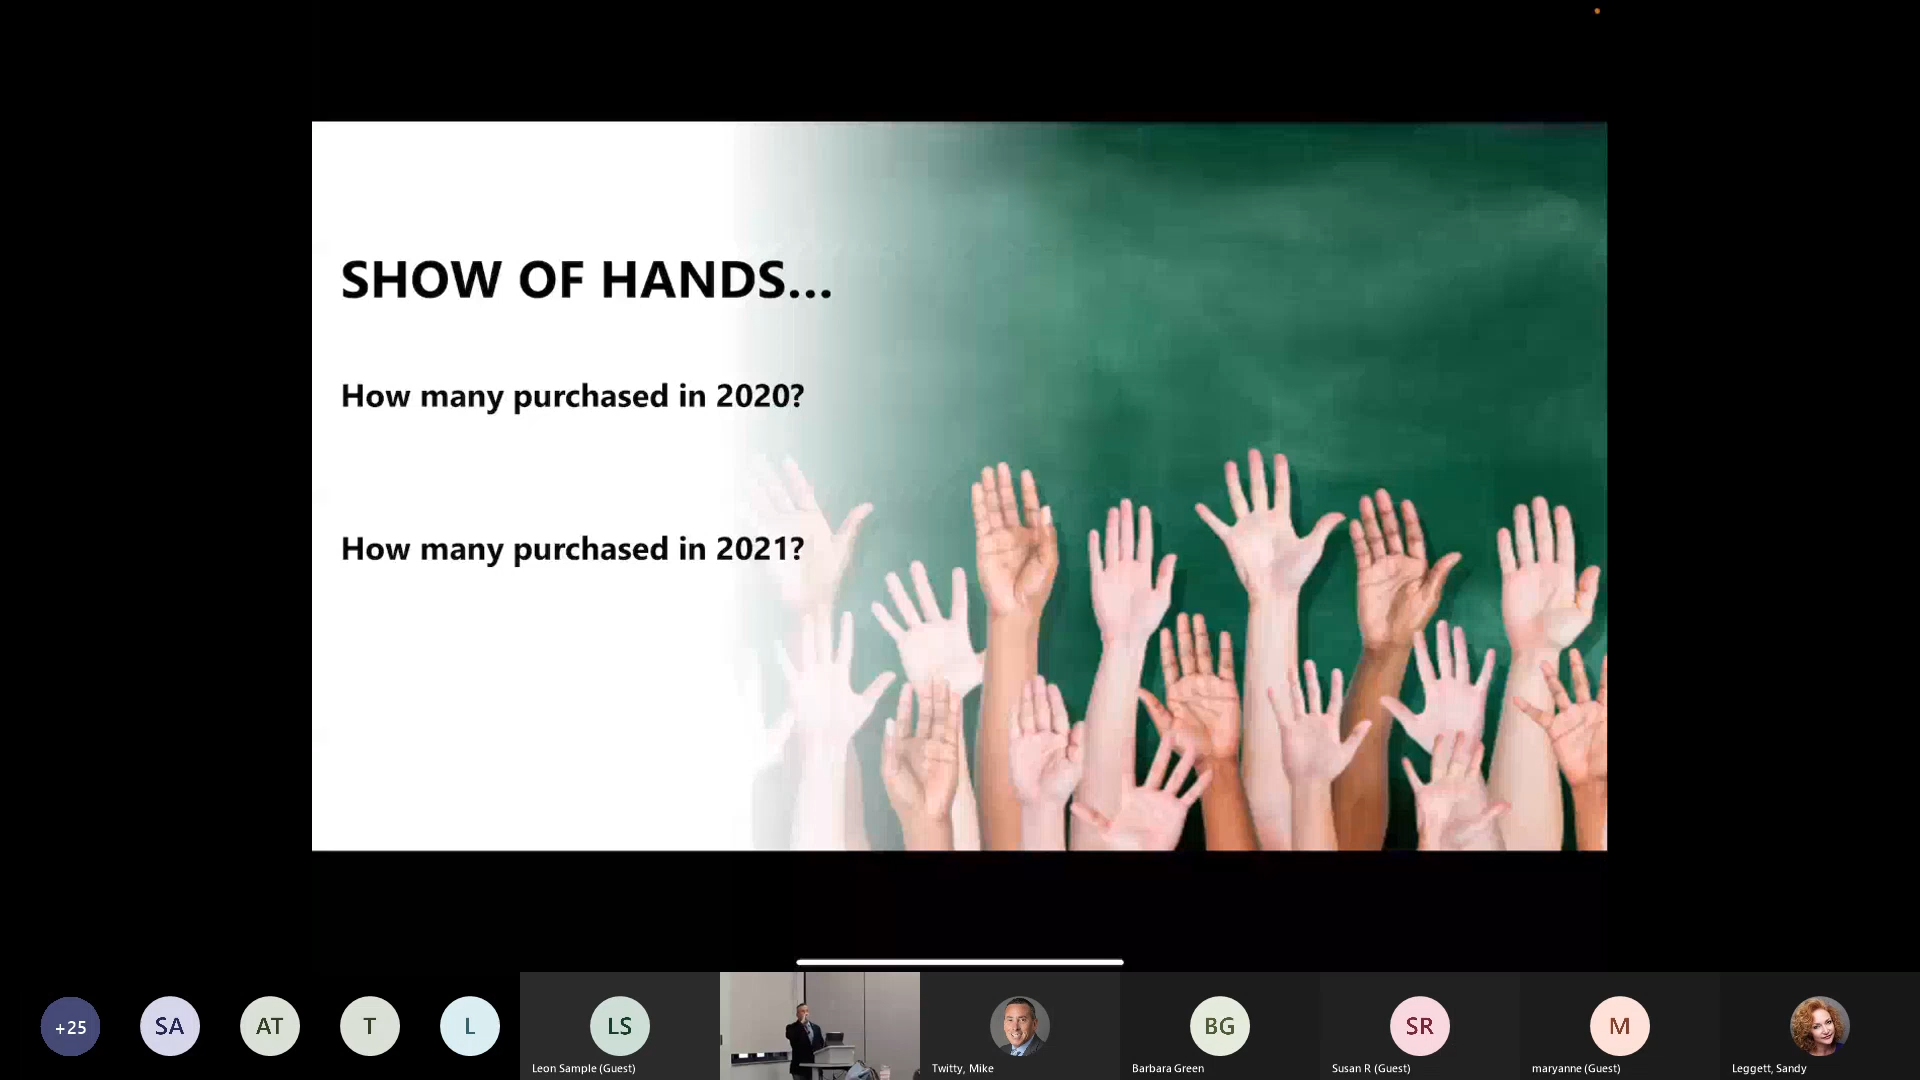 SHOW OF HANDS...
How many purchased in 2020?
How many purchased in 2021?
+25
SA
AT
T
L
LS
BG
SR
M
Leon Sample (Guest)
Twitty, Mike
Barbara Green
Susan R (Guest)
maryanne (Guest)
Leggett, Sandy